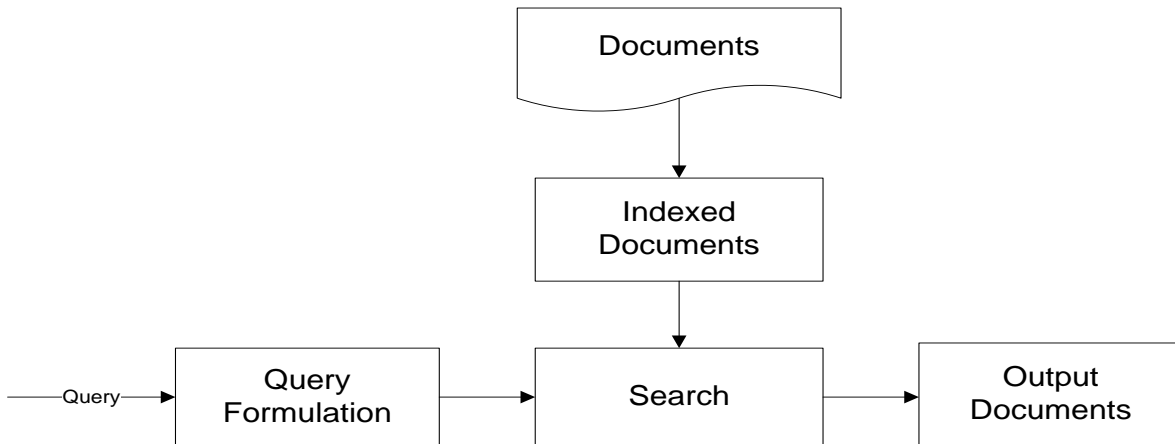 Documents
Indexed
Documents
Query
Query
Formulation
Search
Output
Documents